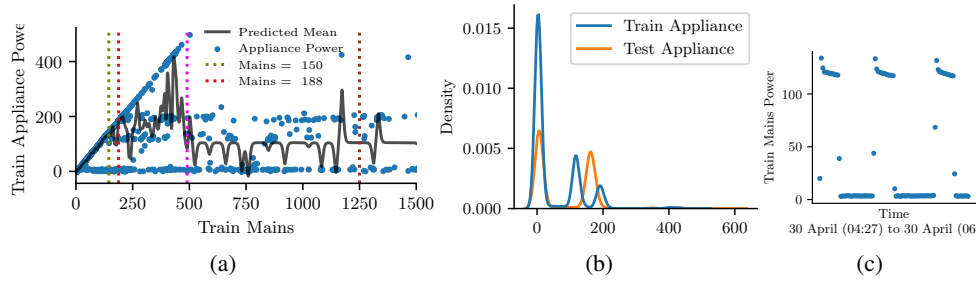 Train Appliance Powe
400
200
0
0
250
500
750
1000
1250
1500
Train Mains
Predicted Mean
Appliance Power
Mains = 150
Mains = 188
(a)
Density
0.015
0.010
0.005
0.000
0
200
400
600
Train Appliance
Test Appliance
(b)
Train Mains Power
100
50
0
Time
30 April (04:27) to 30 April (06
(c)